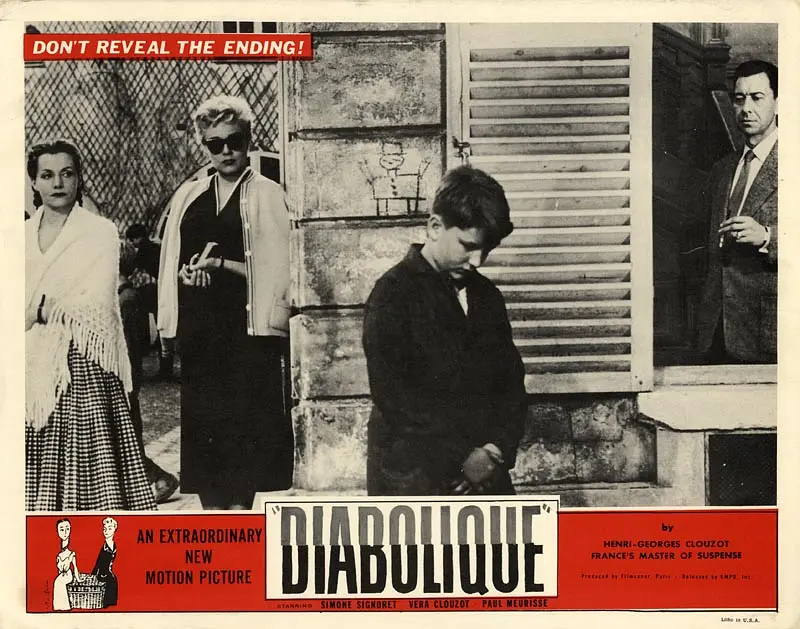 DON'T REVEAL THE ENDING!
AN EXTRAORDINARY
NEW
MOTION PICTURE
"DIABOLIQUE"
STARRING SIMONE SIGNORET · VERA CLOUZOT · PAUL MEURISSE
by
HENRI-GEORGES CLOUZOT
FRANCE'S MASTER OF SUSPENSE
Produced by Filmsonor, Paris · Released by UMPO, Inc.
Litho in U.S.A.